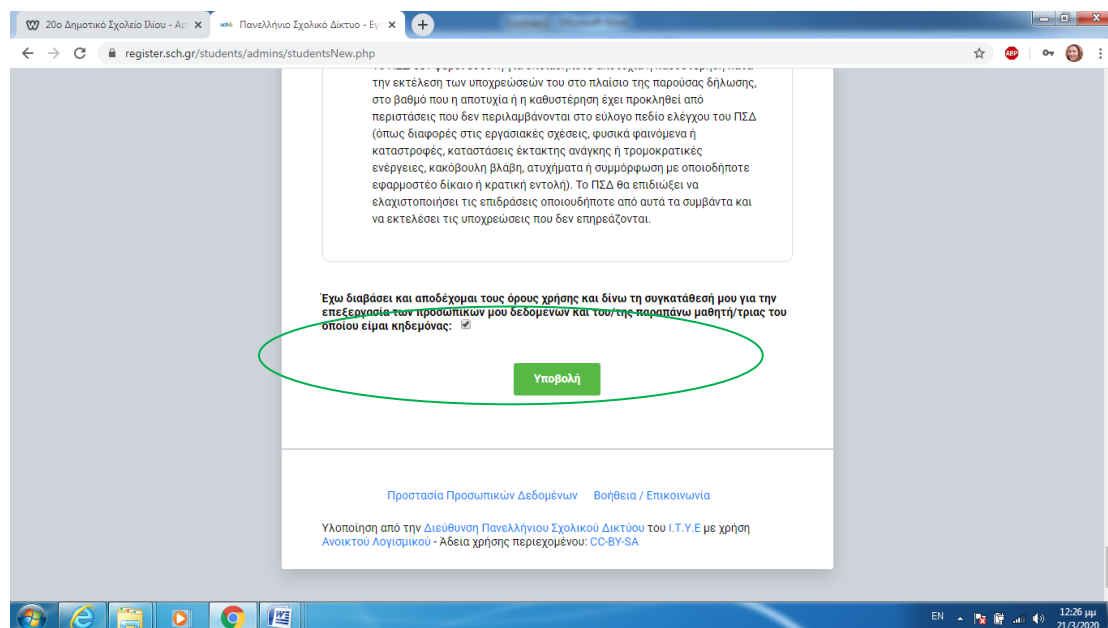 20ο Δημοτικό Σχολείο Ιλίου - Αρ
Πανελλήνιο Σχολικό Δίκτυο - Εγ
register.sch.gr/students/admins/studentsNew.php
την εκτέλεση των υποχρεώσεών του στο πλαίσιο της παρούσας δήλωσης,
στο βαθμό που η αποτυχία ή η καθυστέρηση έχει προκληθεί από
περιστάσεις που δεν περιλαμβάνονται στο εύλογο πεδίο ελέγχου του ΠΣΔ
(όπως διαφορές στις εργασιακές σχέσεις, φυσικά φαινόμενα ή
καταστροφές, καταστάσεις έκτακτης ανάγκης ή τρομοκρατικές
ενέργειες, κακόβουλη βλάβη, ατυχήματα ή συμμόρφωση με οποιοδήποτε
εφαρμοστέο δίκαιο ή κρατική εντολή). Το ΠΣΔ θα επιδιώξει να
ελαχιστοποιήσει τις επιδράσεις οποιουδήποτε από αυτά τα συμβάντα και
να εκτελέσει τις υποχρεώσεις που δεν επηρεάζονται.
Έχω διαβάσει και αποδέχομαι τους όρους χρήσης και δίνω τη συγκατάθεσή μου για την
επεξεργασία των προσωπικών μου δεδομένων και του/της παραπάνω μαθητή/τριας του
οποίου είμαι κηδεμόνας:
Υποβολή
Προστασία Προσωπικών Δεδομένων Βοήθεια / Επικοινωνία
Υλοποίηση από την Διεύθυνση Πανελλήνιου Σχολικού Δικτύου του Ι.Τ.Υ.Ε με χρήση
Ανοικτού Λογισμικού - Άδεια χρήσης περιεχομένου: CC-BY-SA
EN
12:26 μμ
21/3/2020